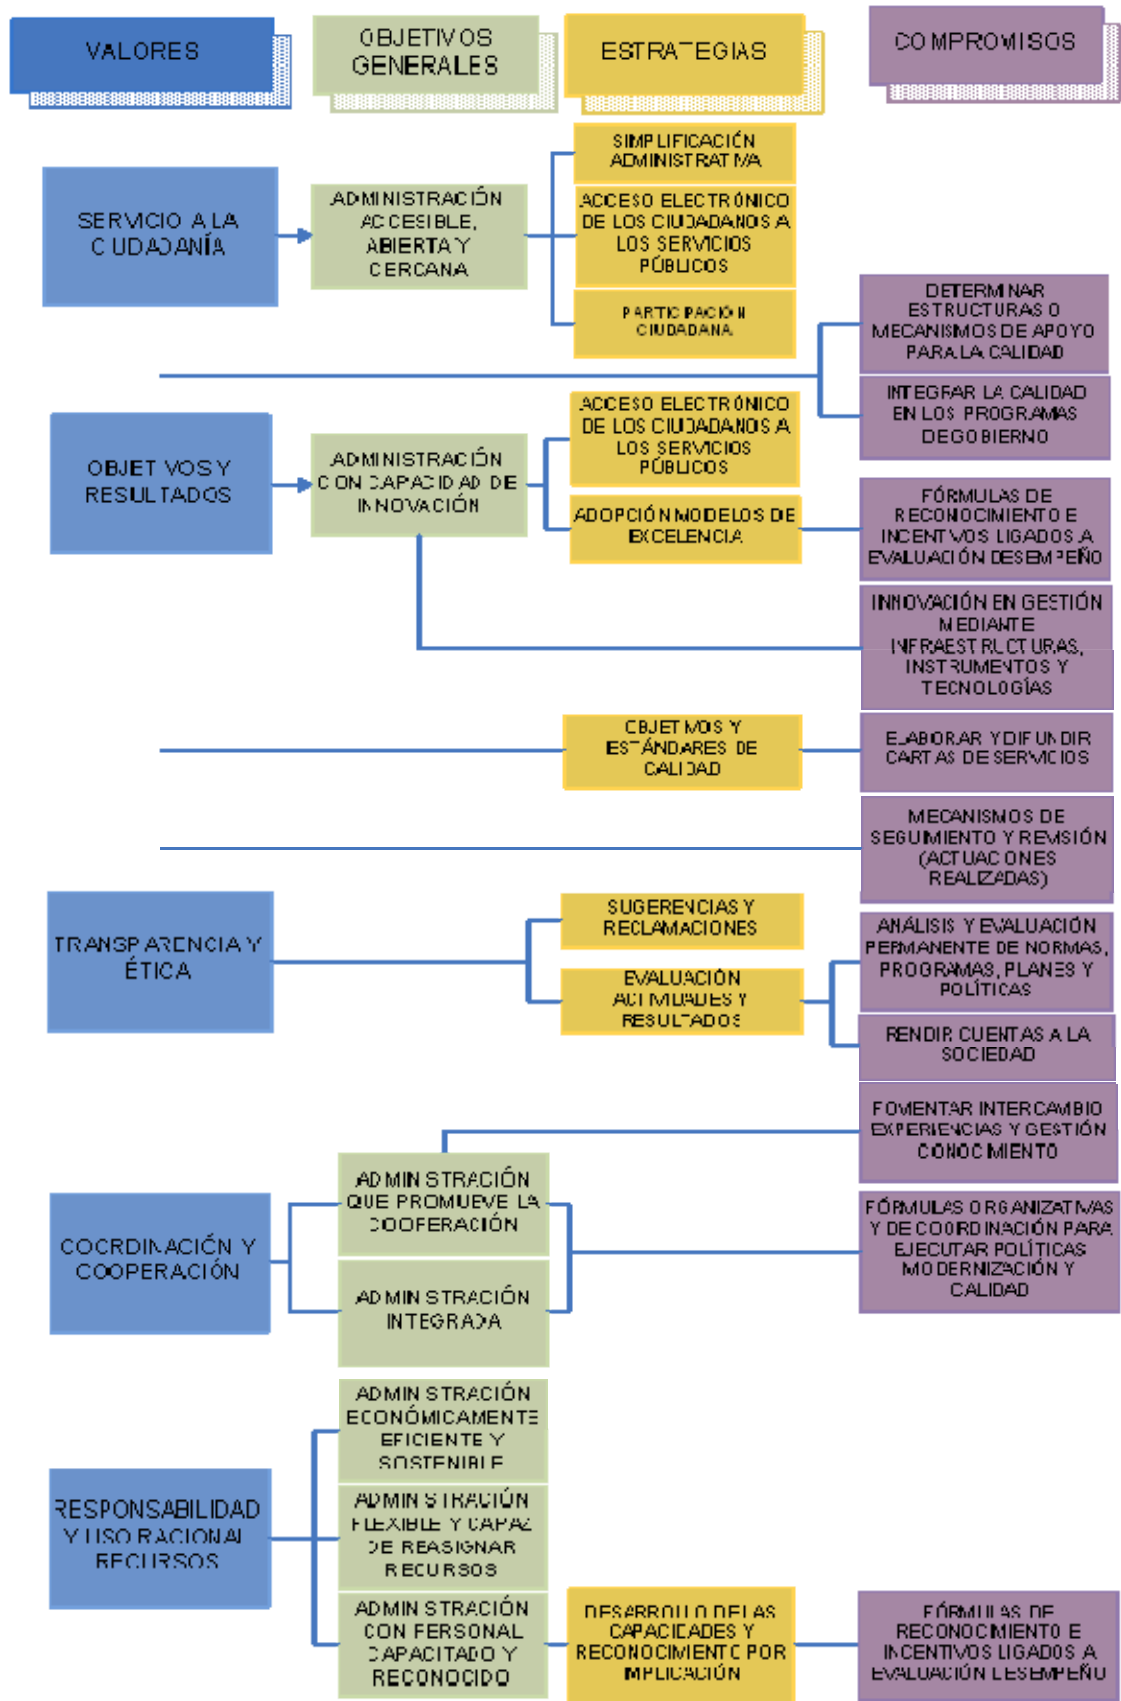 VALORES
OBJETIVOS
GENERALES
ESTRATEGIAS
COMPROMISOS
SERVICIO A LA
CIUDADANÍA
ADMINISTRACIÓN
ACCESIBLE,
ABIERTA Y
CERCANA
SIMPLIFICACIÓN
ADMINISTRATIVA
ACCESO ELECTRÓNICO
DE LOS CIUDADANOS A
LOS SERVICIOS
PÚBLICOS
PARTICIPACIÓN
CIUDADANA
DETERMINAR
ESTRUCTURAS O
MECANISMOS DE APOYO
PARA LA CALIDAD
INTEGRAR LA CALIDAD
EN LOS PROGRAMAS
DE GOBIERNO
OBJETIVOS Y
RESULTADOS
ADMINISTRACIÓN
CON CAPACIDAD DE
INNOVACIÓN
ACCESO ELECTRÓNICO
DE LOS CIUDADANOS A
LOS SERVICIOS
PÚBLICOS
ADOPCIÓN MODELOS DE
EXCELENCIA
FÓRMULAS DE
RECONOCIMIENTO E
INCENTIVOS LIGADOS A
EVALUACIÓN DESEMPEÑO
INNOVACIÓN EN GESTIÓN
MEDIANTE
INFRAESTRUCTURAS,
INSTRUMENTOS Y
TECNOLOGÍAS
OBJETIVOS Y
ESTÁNDARES DE
CALIDAD
ELABORAR Y DIFUNDIR
CARTAS DE SERVICIOS
MECANISMOS DE
SEGUIMIENTO Y REVISIÓN
(ACTUACIONES
REALIZADAS)
TRANSPARENCIA Y
ÉTICA
SUGERENCIAS Y
RECLAMACIONES
EVALUACIÓN
ACTIVIDADES Y
RESULTADOS
ANÁLISIS Y EVALUACIÓN
PERMANENTE DE NORMAS,
PROGRAMAS, PLANES Y
POLÍTICAS
RENDIR CUENTAS A LA
SOCIEDAD
FOMENTAR INTERCAMBIO
EXPERIENCIAS Y GESTIÓN
CONOCIMIENTO
COORDINACIÓN Y
COOPERACIÓN
ADMINISTRACIÓN
QUE PROMUEVE LA
COOPERACIÓN
ADMINISTRACIÓN
INTEGRADA
FÓRMULAS ORGANIZATIVAS
Y DE COORDINACIÓN PARA
EJECUTAR POLÍTICAS
MODERNIZACIÓN Y
CALIDAD
RESPONSABILIDAD
Y USO RACIONAL
RECURSOS
ADMINISTRACIÓN
ECONÓMICAMENTE
EFICIENTE Y
SOSTENIBLE
ADMINISTRACIÓN
FLEXIBLE Y CAPAZ
DE REASIGNAR
RECURSOS
ADMINISTRACIÓN
CON PERSONAL
CAPACITADO Y
RECONOCIDO
DESARROLLO DE LAS
CAPACIDADES Y
RECONOCIMIENTO POR
IMPLICACIÓN
FÓRMULAS DE
RECONOCIMIENTO E
INCENTIVOS LIGADOS A
EVALUACIÓN DESEMPEÑO